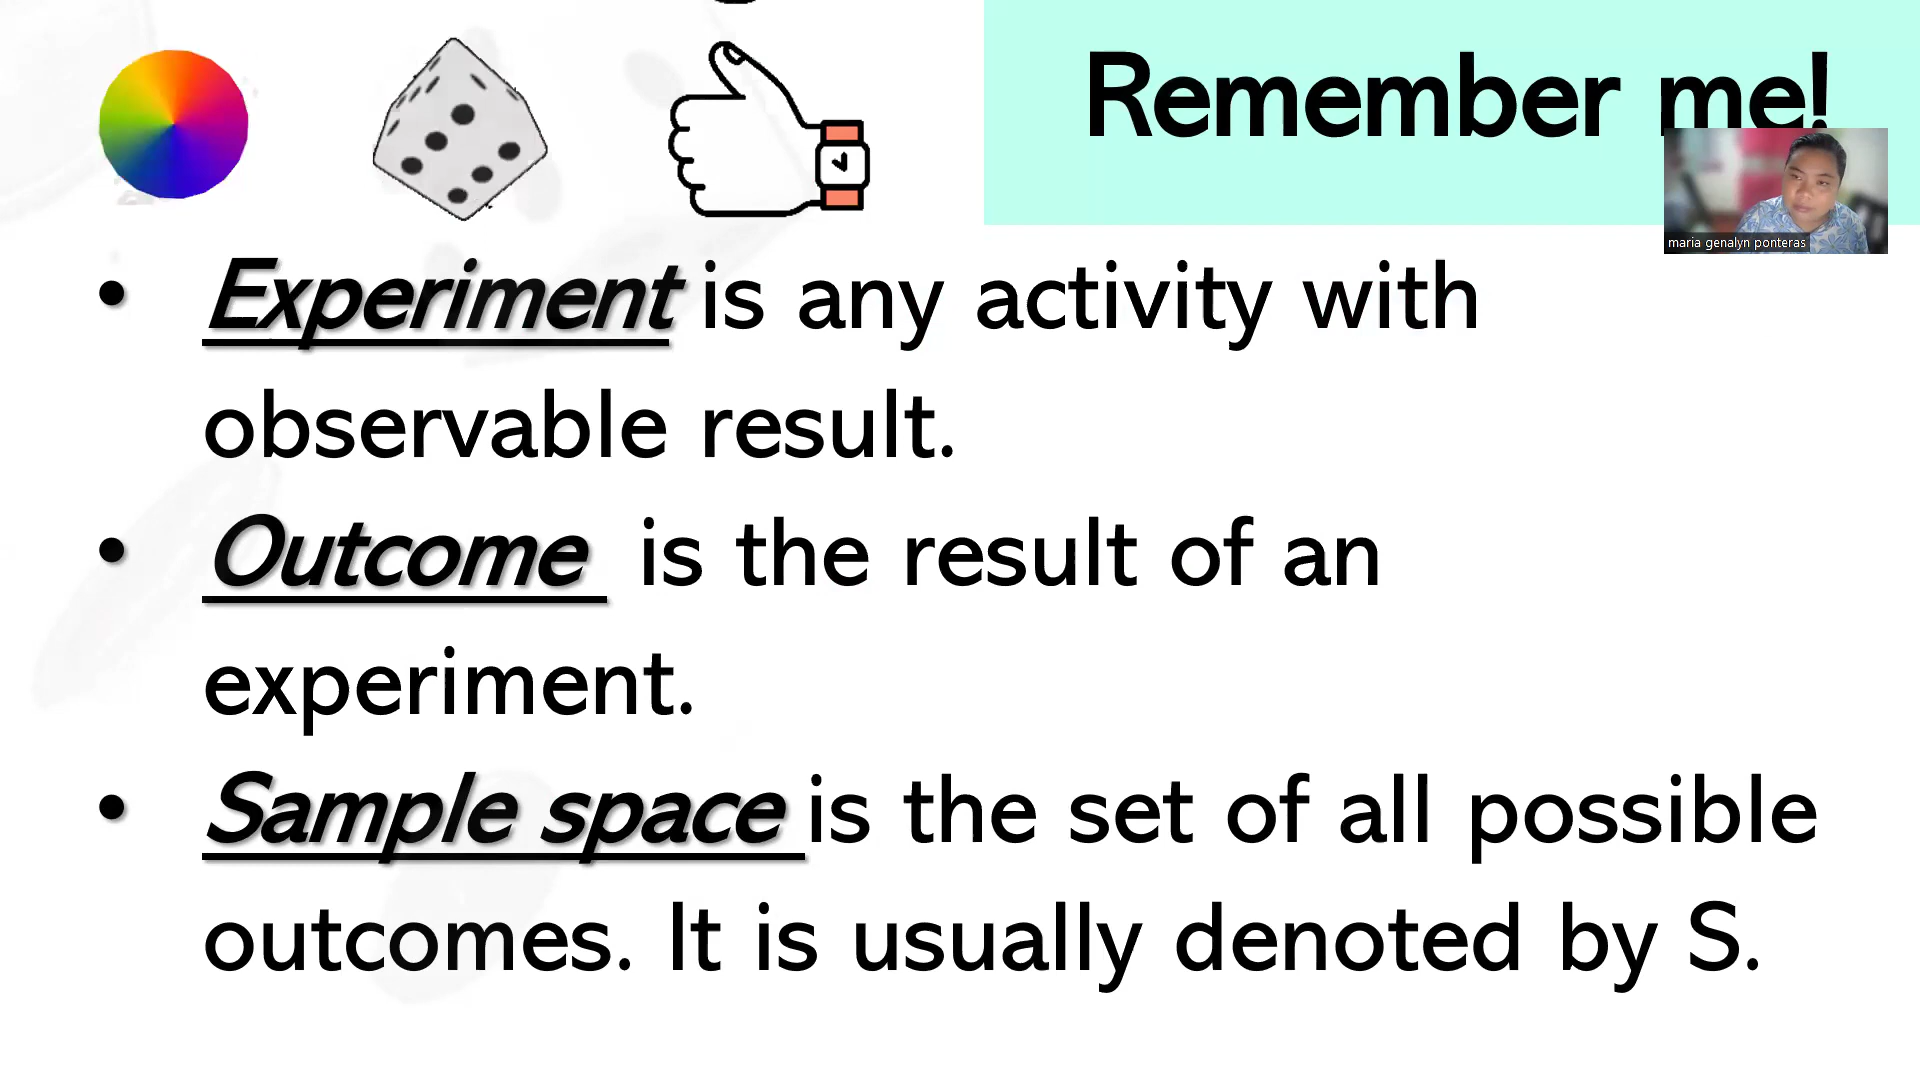 Remember me!
maria genalyn ponteras
• Experiment is any activity with
observable result.
• Outcome is the result of an
experiment.
• Sample space is the set of all possible
outcomes. It is usually denoted by S.